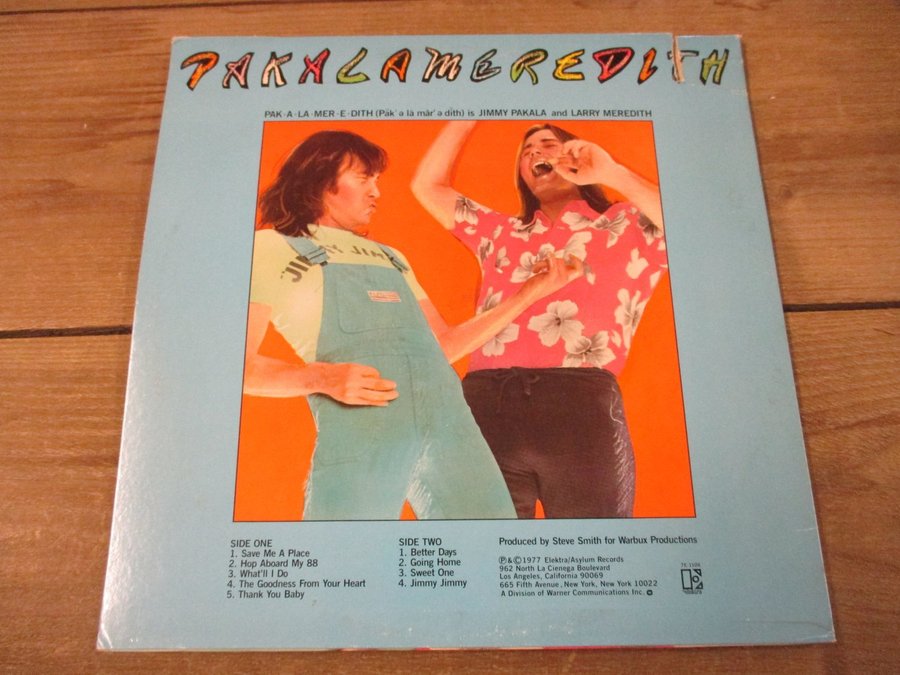 PAKALAMEREDITH
PAK·A·LA·MER·E·DITH (Păk' ə lä măr' ə dith) is JIMMY PAKALA and LARRY MEREDITH
JIMMY JIMMY
SIDE ONE
1. Save Me A Place
2. Hop Aboard My 88
3. What'll I Do
4. The Goodness From Your Heart
5. Thank You Baby
SIDE TWO
1. Better Days
2. Going Home
3. Sweet One
4. Jimmy Jimmy
Produced by Steve Smith for Warbux Productions
℗&©1977 Elektra/Asylum Records
962 North La Cienega Boulevard
Los Angeles, California 90069
665 Fifth Avenue, New York, New York 10022
A Division of Warner Communications Inc.
7E-1106